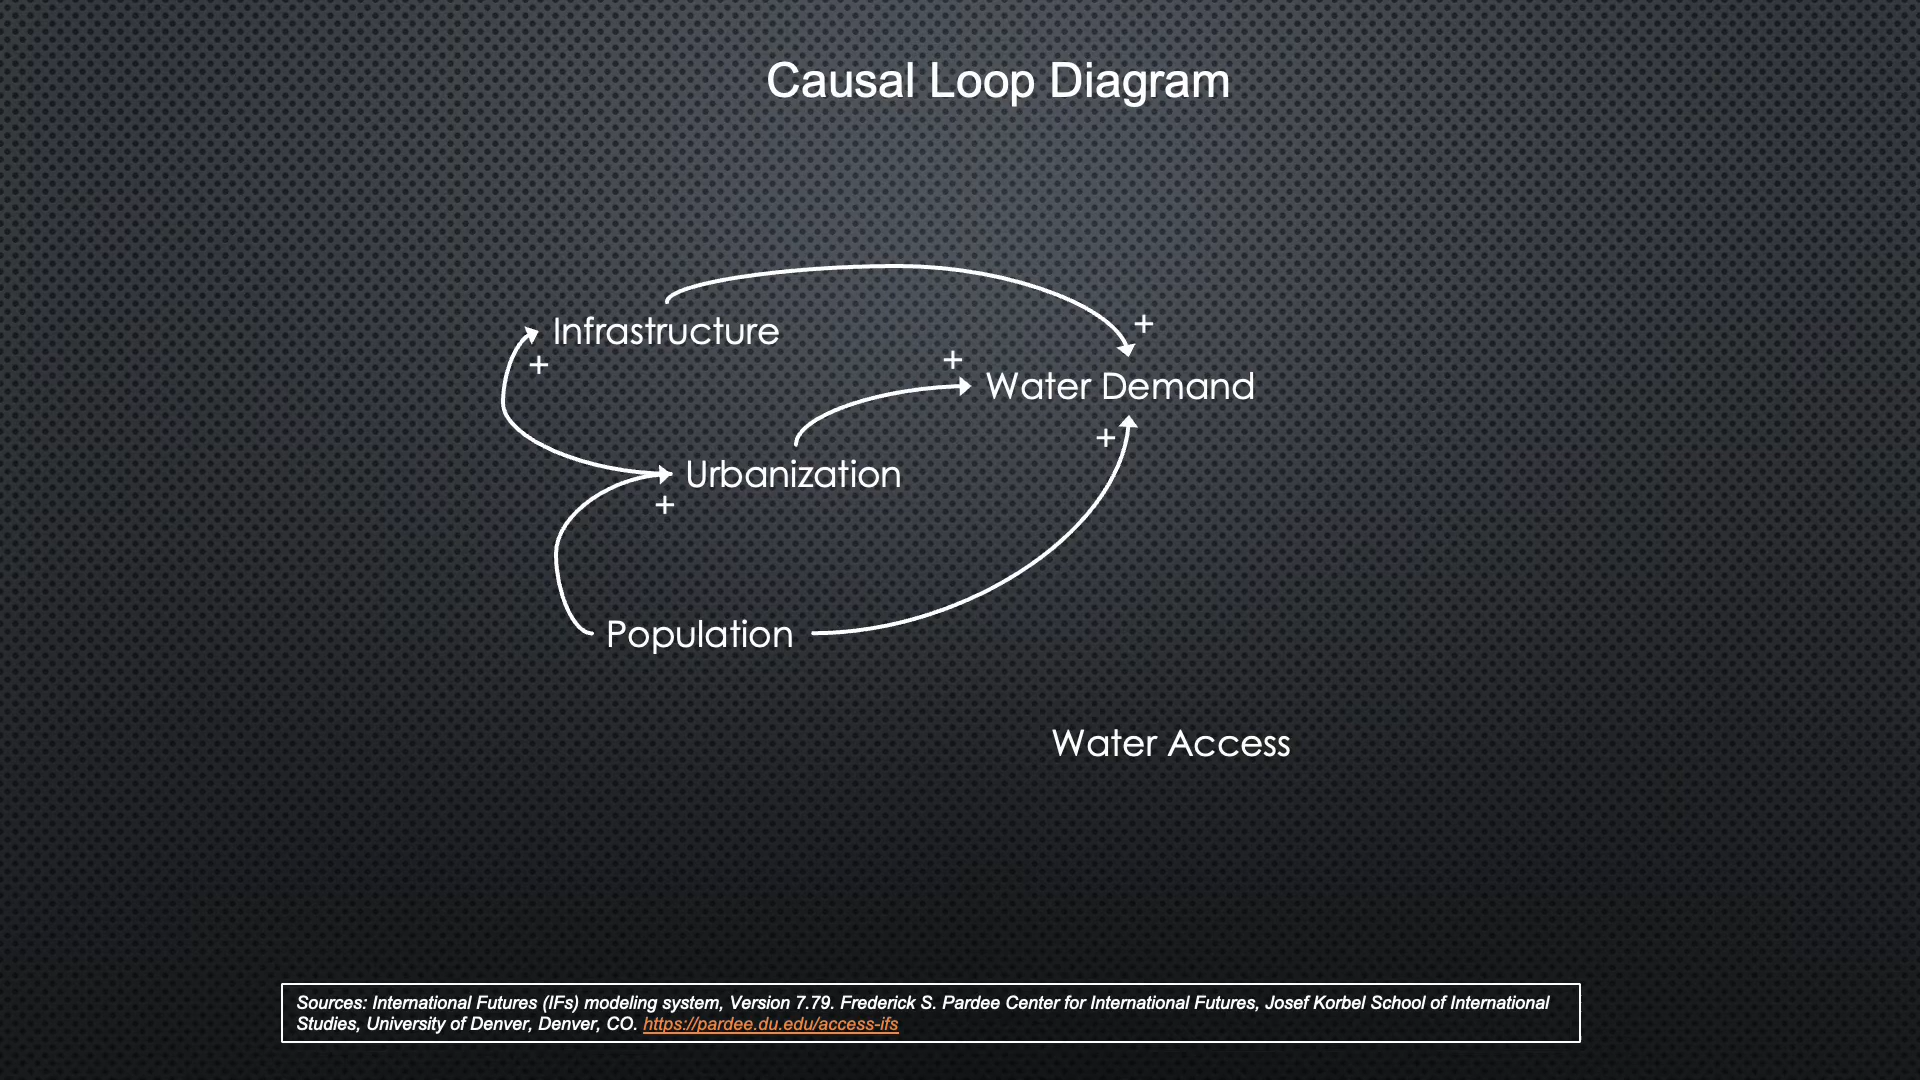 Causal Loop Diagram
+
Infrastructure
+
+
Water Demand
+
Urbanization
+
Population
Water Access
Sources: International Futures (IFs) modeling system, Version 7.79. Frederick S. Pardee Center for International Futures, Josef Korbel School of International
Studies, University of Denver, Denver, CO. https://pardee.du.edu/access-ifs